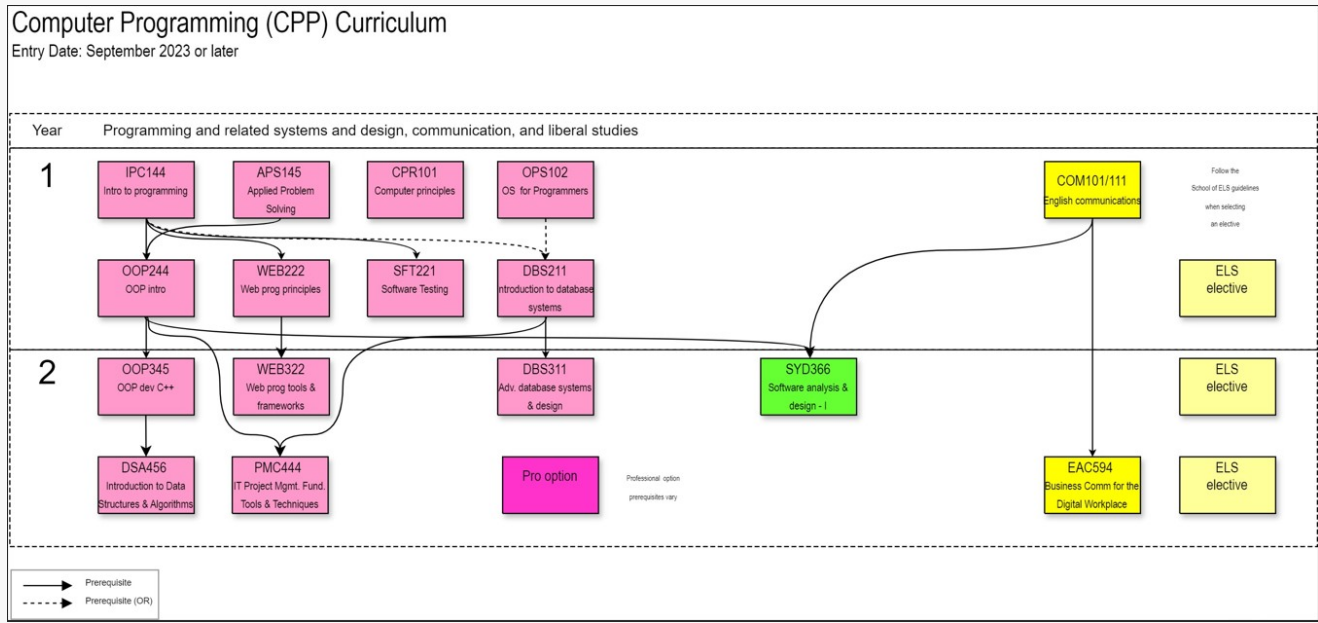 Computer Programming (CPP) Curriculum
Entry Date: September 2023 or later
Year
Programming and related systems and design, communication, and liberal studies
1
IPC144
Intro to programming
APS145
Applied Problem
Solving
CPR101
Computer principles
OPS102
OS for Programmers
COM101/111
English communications
Follow the
School of ELS guidelines
when selecting
an elective
OOP244
OOP intro
WEB222
Web prog principles
SFT221
Software Testing
DBS211
Introduction to database
systems
ELS
elective
2
OOP345
OOP dev C++
WEB322
Web prog tools &
frameworks
DBS311
Adv. database systems
& design
SYD366
Software analysis &
design - I
ELS
elective
DSA456
Introduction to Data
Structures & Algorithms
PMC444
IT Project Mgmt. Fund.
Tools & Techniques
Pro option
Professional option
prerequisites vary
EAC594
Business Comm for the
Digital Workplace
ELS
elective
Prerequisite
Prerequisite (OR)